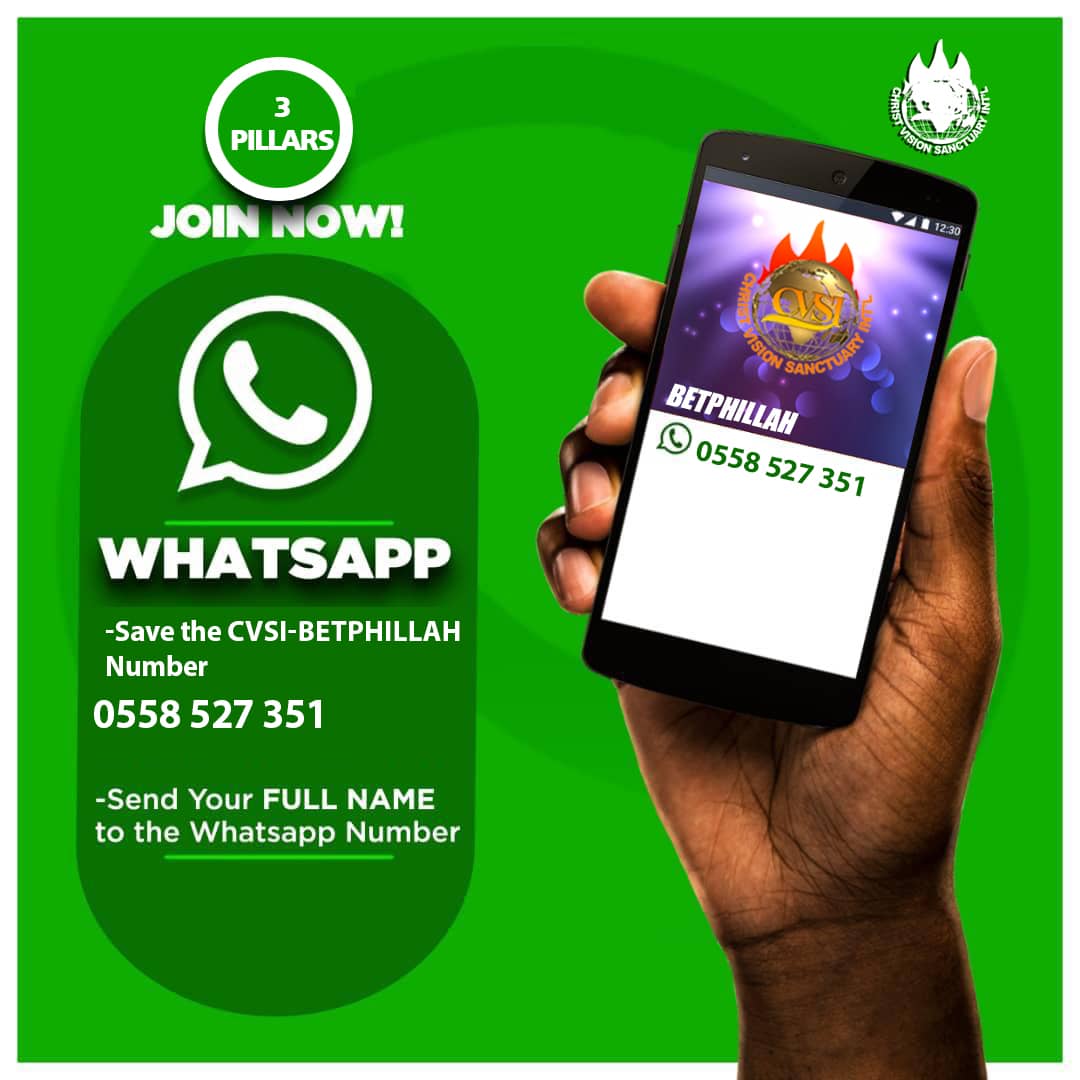 3
PILLARS
JOIN NOW!
WHATSAPP
-Save the CVSI-BETPHILLAH
Number
0558 527 351
-Send Your FULL NAME
to the Whatsapp Number
CHRIST VISION SANCTUARY INT'L
12:30
CVSI
CHRIST VISION SANCTUARY INT'L
BETPHILLAH
0558 527 351